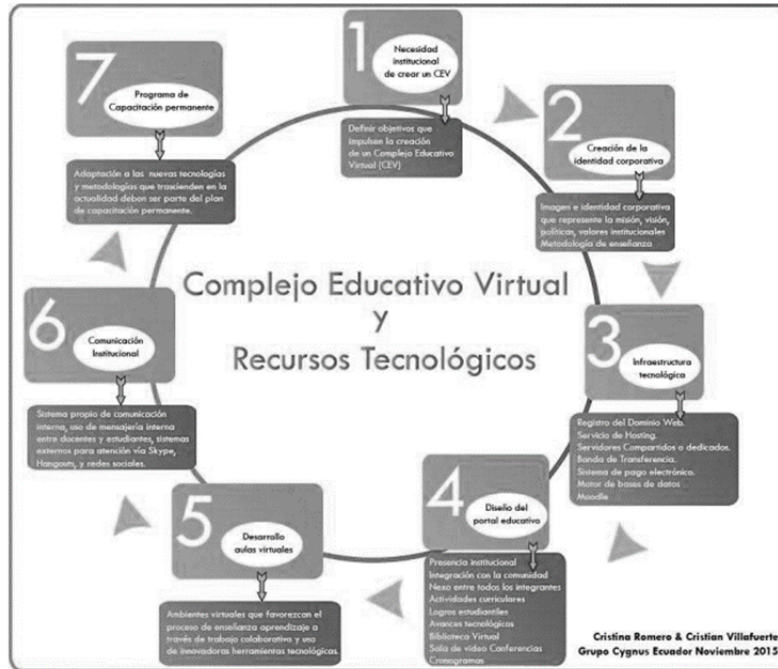 1
Necesidad
institucional
de crear un CEV
Definir objetivos que
impulsen la creación
de un Complejo Educativo
Virtual (CEV)
2
Creación de la
identidad corporativa
Imagen e identidad corporativa
que represente la misión, visión,
políticas, valores institucionales
Metodología de enseñanza
3
Infraestructura
tecnológica
Registro del Dominio Web.
Servicio de Hosting.
Servidores Compartidos o dedicados.
Banda de Transferencia.
Sistema de pago electrónico.
Motor de bases de datos
Moodle
4
Diseño del
portal educativo
Presencia institucional
Integración con la comunidad
Nexo entre todos los integrantes
Actividades curriculares
Logros estudiantiles
Avances tecnológicos
Biblioteca Virtual
Sala de video Conferencias
Cronogramas
5
Desarrollo
aulas virtuales
Ambientes virtuales que favorezcan el
proceso de enseñanza aprendizaje a
través de trabajo colaborativo y uso
de innovadoras herramientas tecnológicas.
6
Comunicación
Institucional
Sistema propio de comunicación
interna, uso de mensajería interna
entre docentes y estudiantes, sistemas
externos para atención vía Skype,
Hangouts, y redes sociales.
7
Programa de
Capacitación permanente
Adaptación a las nuevas tecnologías
y metodologías que trascienden en la
actualidad deben ser parte del plan
de capacitación permanente.
Complejo Educativo Virtual
y
Recursos Tecnológicos
Cristina Romero & Cristian Villafuerte
Grupo Cygnus Ecuador Noviembre 2015